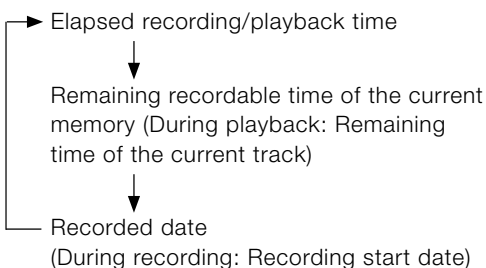 Elapsed recording/playback time
Remaining recordable time of the current
memory (During playback: Remaining
time of the current track)
Recorded date
(During recording: Recording start date)